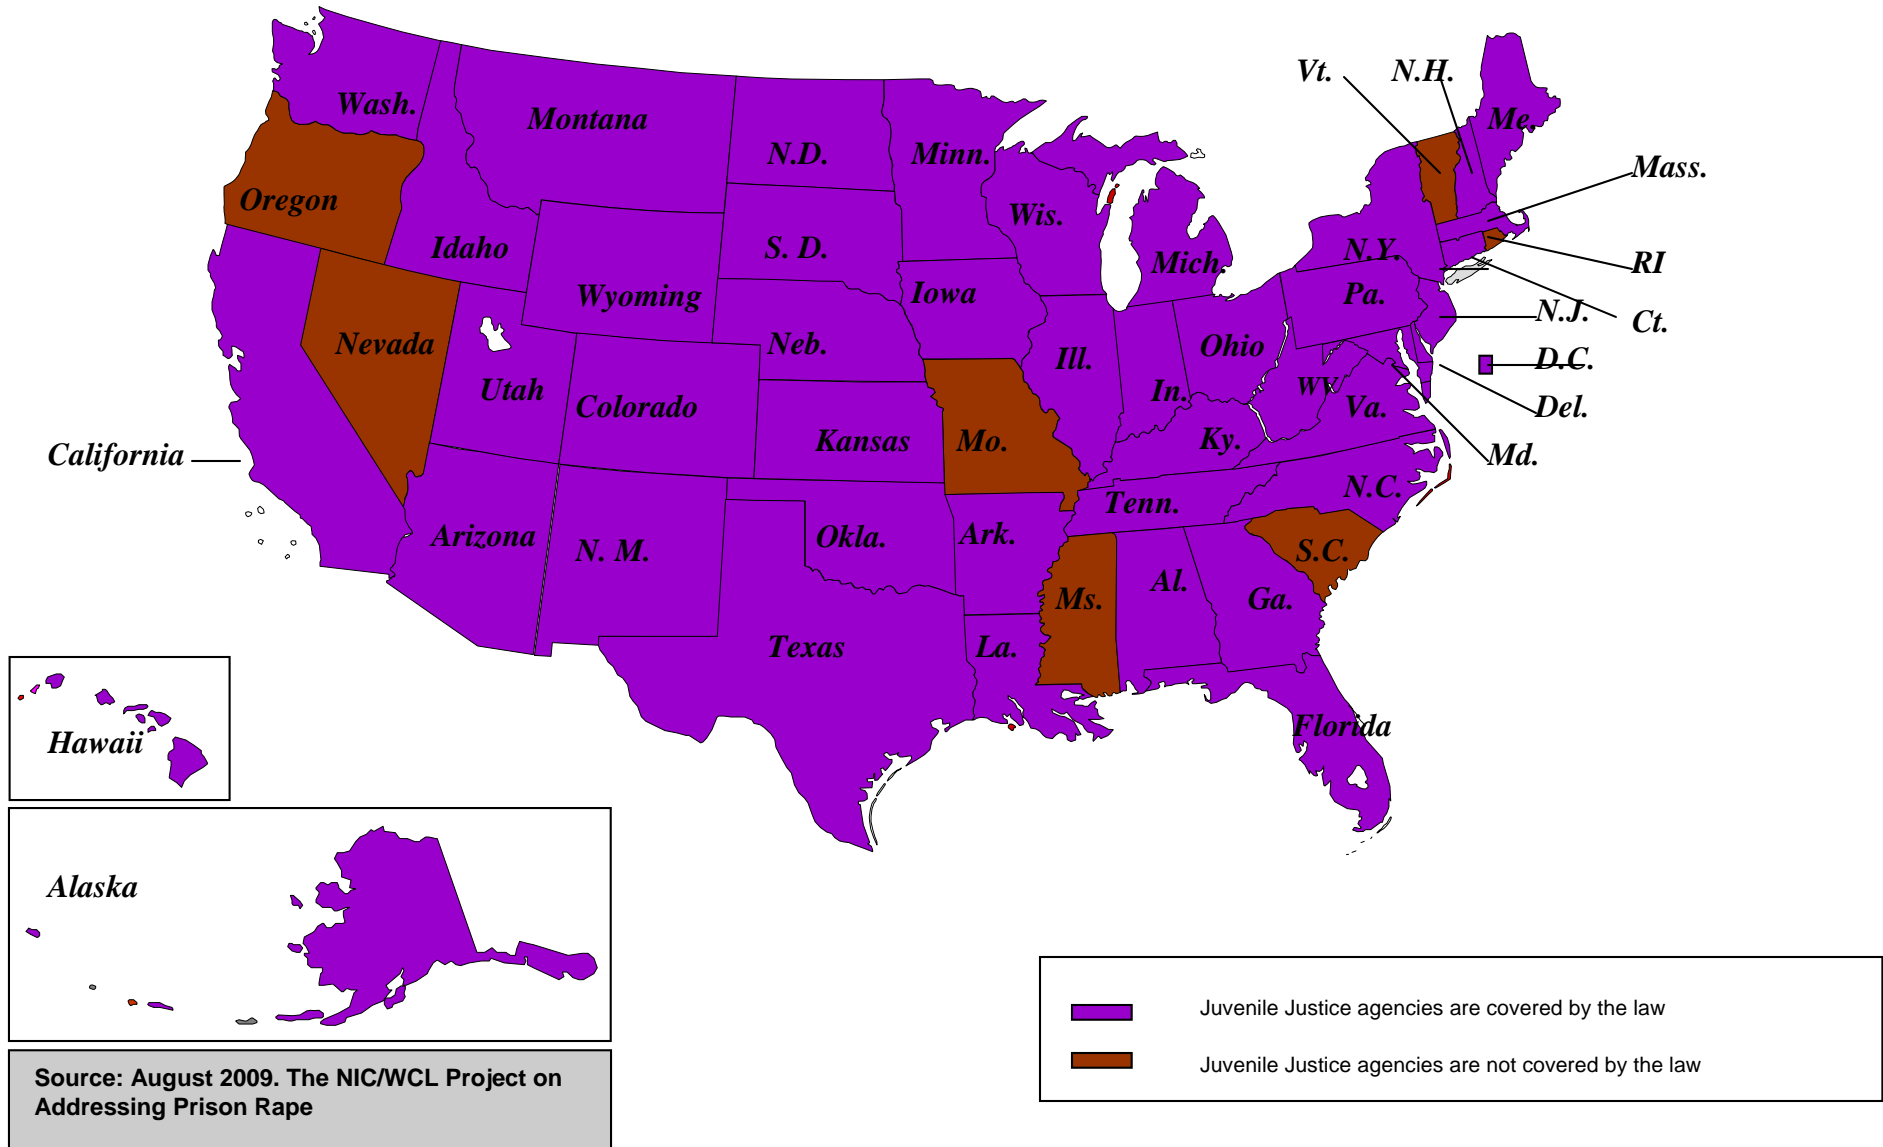 Vt.
N.H.
Wash.
Montana
Me.
N.D.
Minn.
Mass.
Oregon
Wis.
Idaho
S. D.
Mich.
N.Y.
RI
Wyoming
Iowa
Pa.
N.J.
Ct.
Nevada
Neb.
Ill.
Ohio
D.C.
Utah
Colorado
In.
WV
Va.
Del.
California
Kansas
Mo.
Ky.
Md.
N.C.
Tenn.
Arizona
N. M.
Okla.
Ark.
S.C.
Ms.
Al.
Ga.
Texas
La.
Florida
Hawaii
Alaska
Juvenile Justice agencies are covered by the law
Juvenile Justice agencies are not covered by the law
Source: August 2009. The NIC/WCL Project on
Addressing Prison Rape